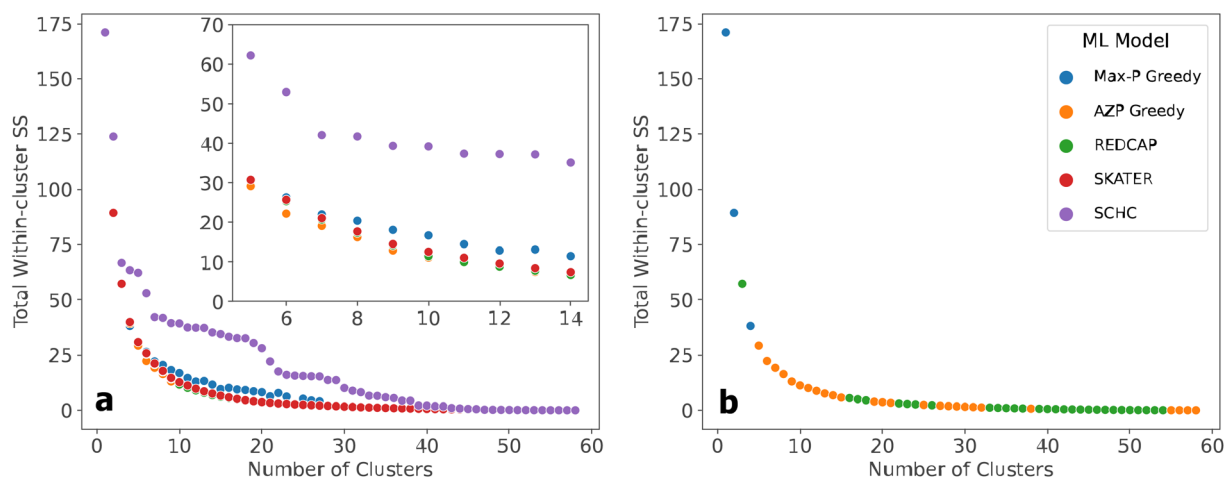 175
150
125
100
75
50
25
0
Total Within-cluster SS
0 10 20 30 40 50 60
Number of Clusters
a
70
60
50
40
30
20
10
0
6 8 10 12 14
175
150
125
100
75
50
25
0
Total Within-cluster SS
0 10 20 30 40 50 60
Number of Clusters
b
ML Model
Max-P Greedy
AZP Greedy
REDCAP
SKATER
SCHC